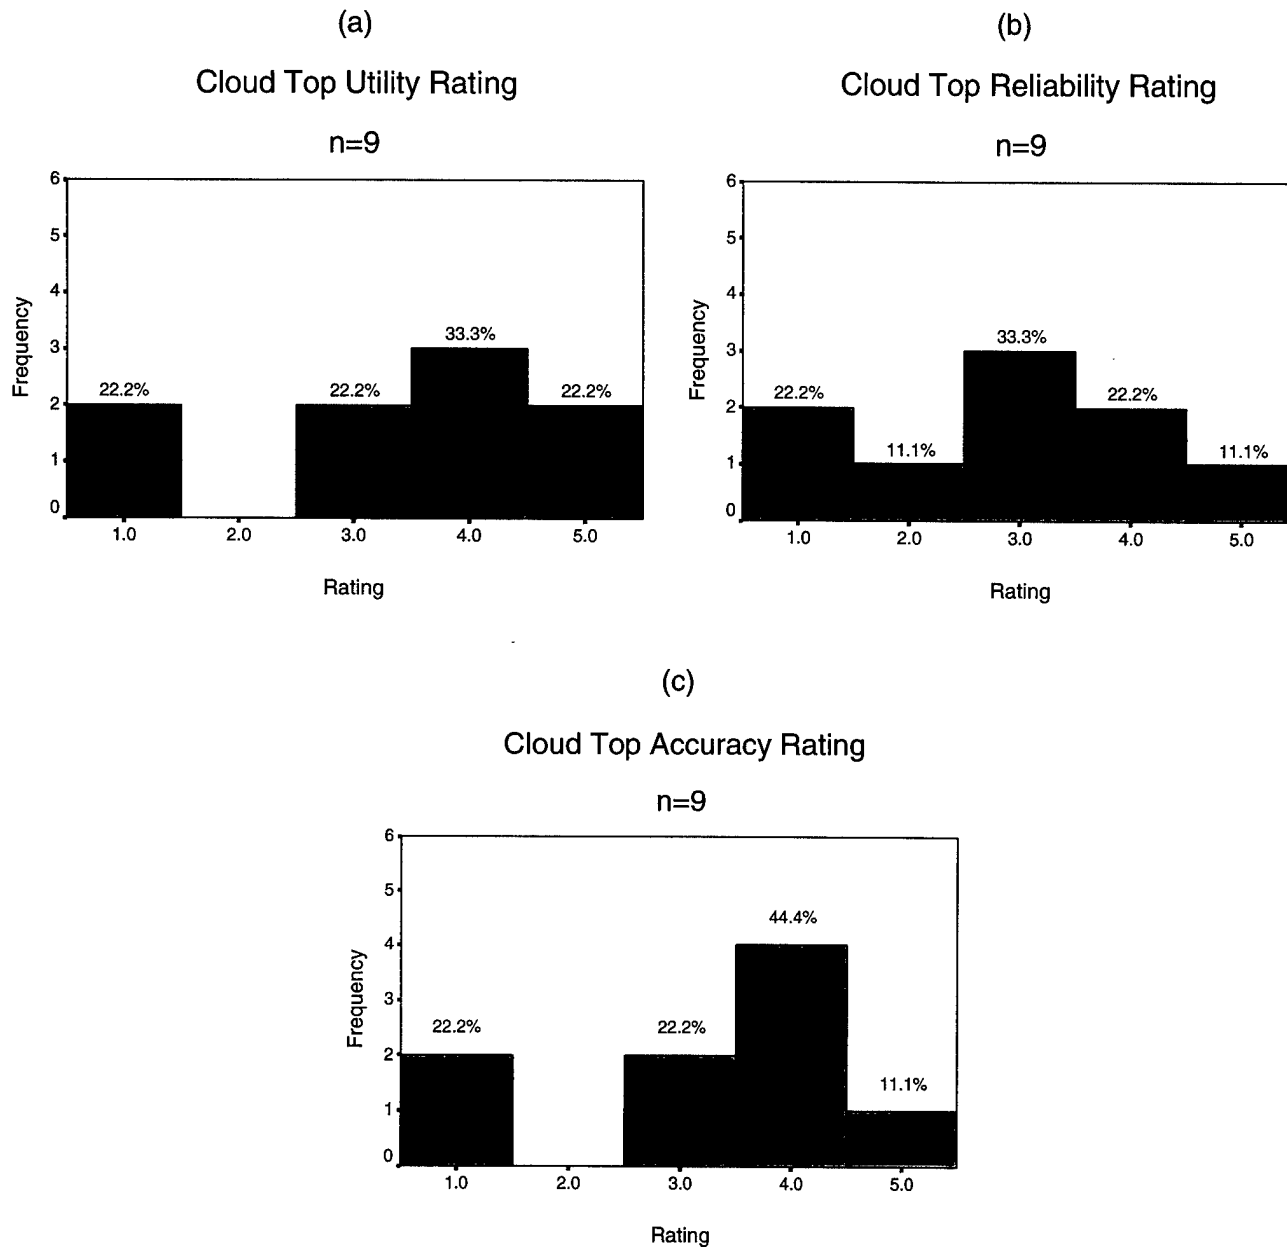 (a)
Cloud Top Utility Rating
n=9
6
5
4
3
2
1
0
Frequency
22.2%
22.2%
33.3%
22.2%
1.0 2.0 3.0 4.0 5.0
Rating
(b)
Cloud Top Reliability Rating
n=9
6
5
4
3
2
1
0
Frequency
22.2%
11.1%
33.3%
22.2%
11.1%
1.0 2.0 3.0 4.0 5.0
Rating
(c)
Cloud Top Accuracy Rating
n=9
6
5
4
3
2
1
0
Frequency
22.2%
22.2%
44.4%
11.1%
1.0 2.0 3.0 4.0 5.0
Rating